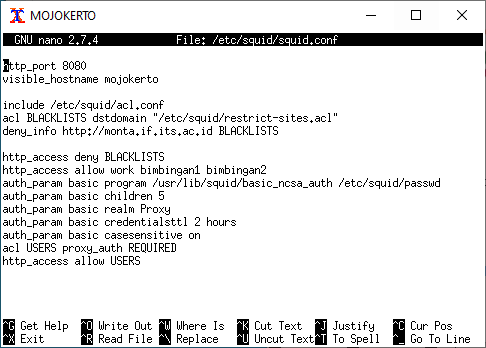 MOJOKERTO
GNU nano 2.7.4 File: /etc/squid/squid.conf
http_port 8080
visible_hostname mojokerto
include /etc/squid/acl.conf
acl BLACKLISTS dstdomain "/etc/squid/restrict-sites.acl"
deny_info http://monta.if.its.ac.id BLACKLISTS
http_access deny BLACKLISTS
http_access allow work bimbingan1 bimbingan2
auth_param basic program /usr/lib/squid/basic_ncsa_auth /etc/squid/passwd
auth_param basic children 5
auth_param basic realm Proxy
auth_param basic credentialsttl 2 hours
auth_param basic casesensitive on
acl USERS proxy_auth REQUIRED
http_access allow USERS
^G Get Help ^O Write Out ^W Where Is ^K Cut Text ^J Justify ^C Cur Pos
^X Exit ^R Read File ^\ Replace ^U Uncut Text ^T To Spell ^_ Go To Line